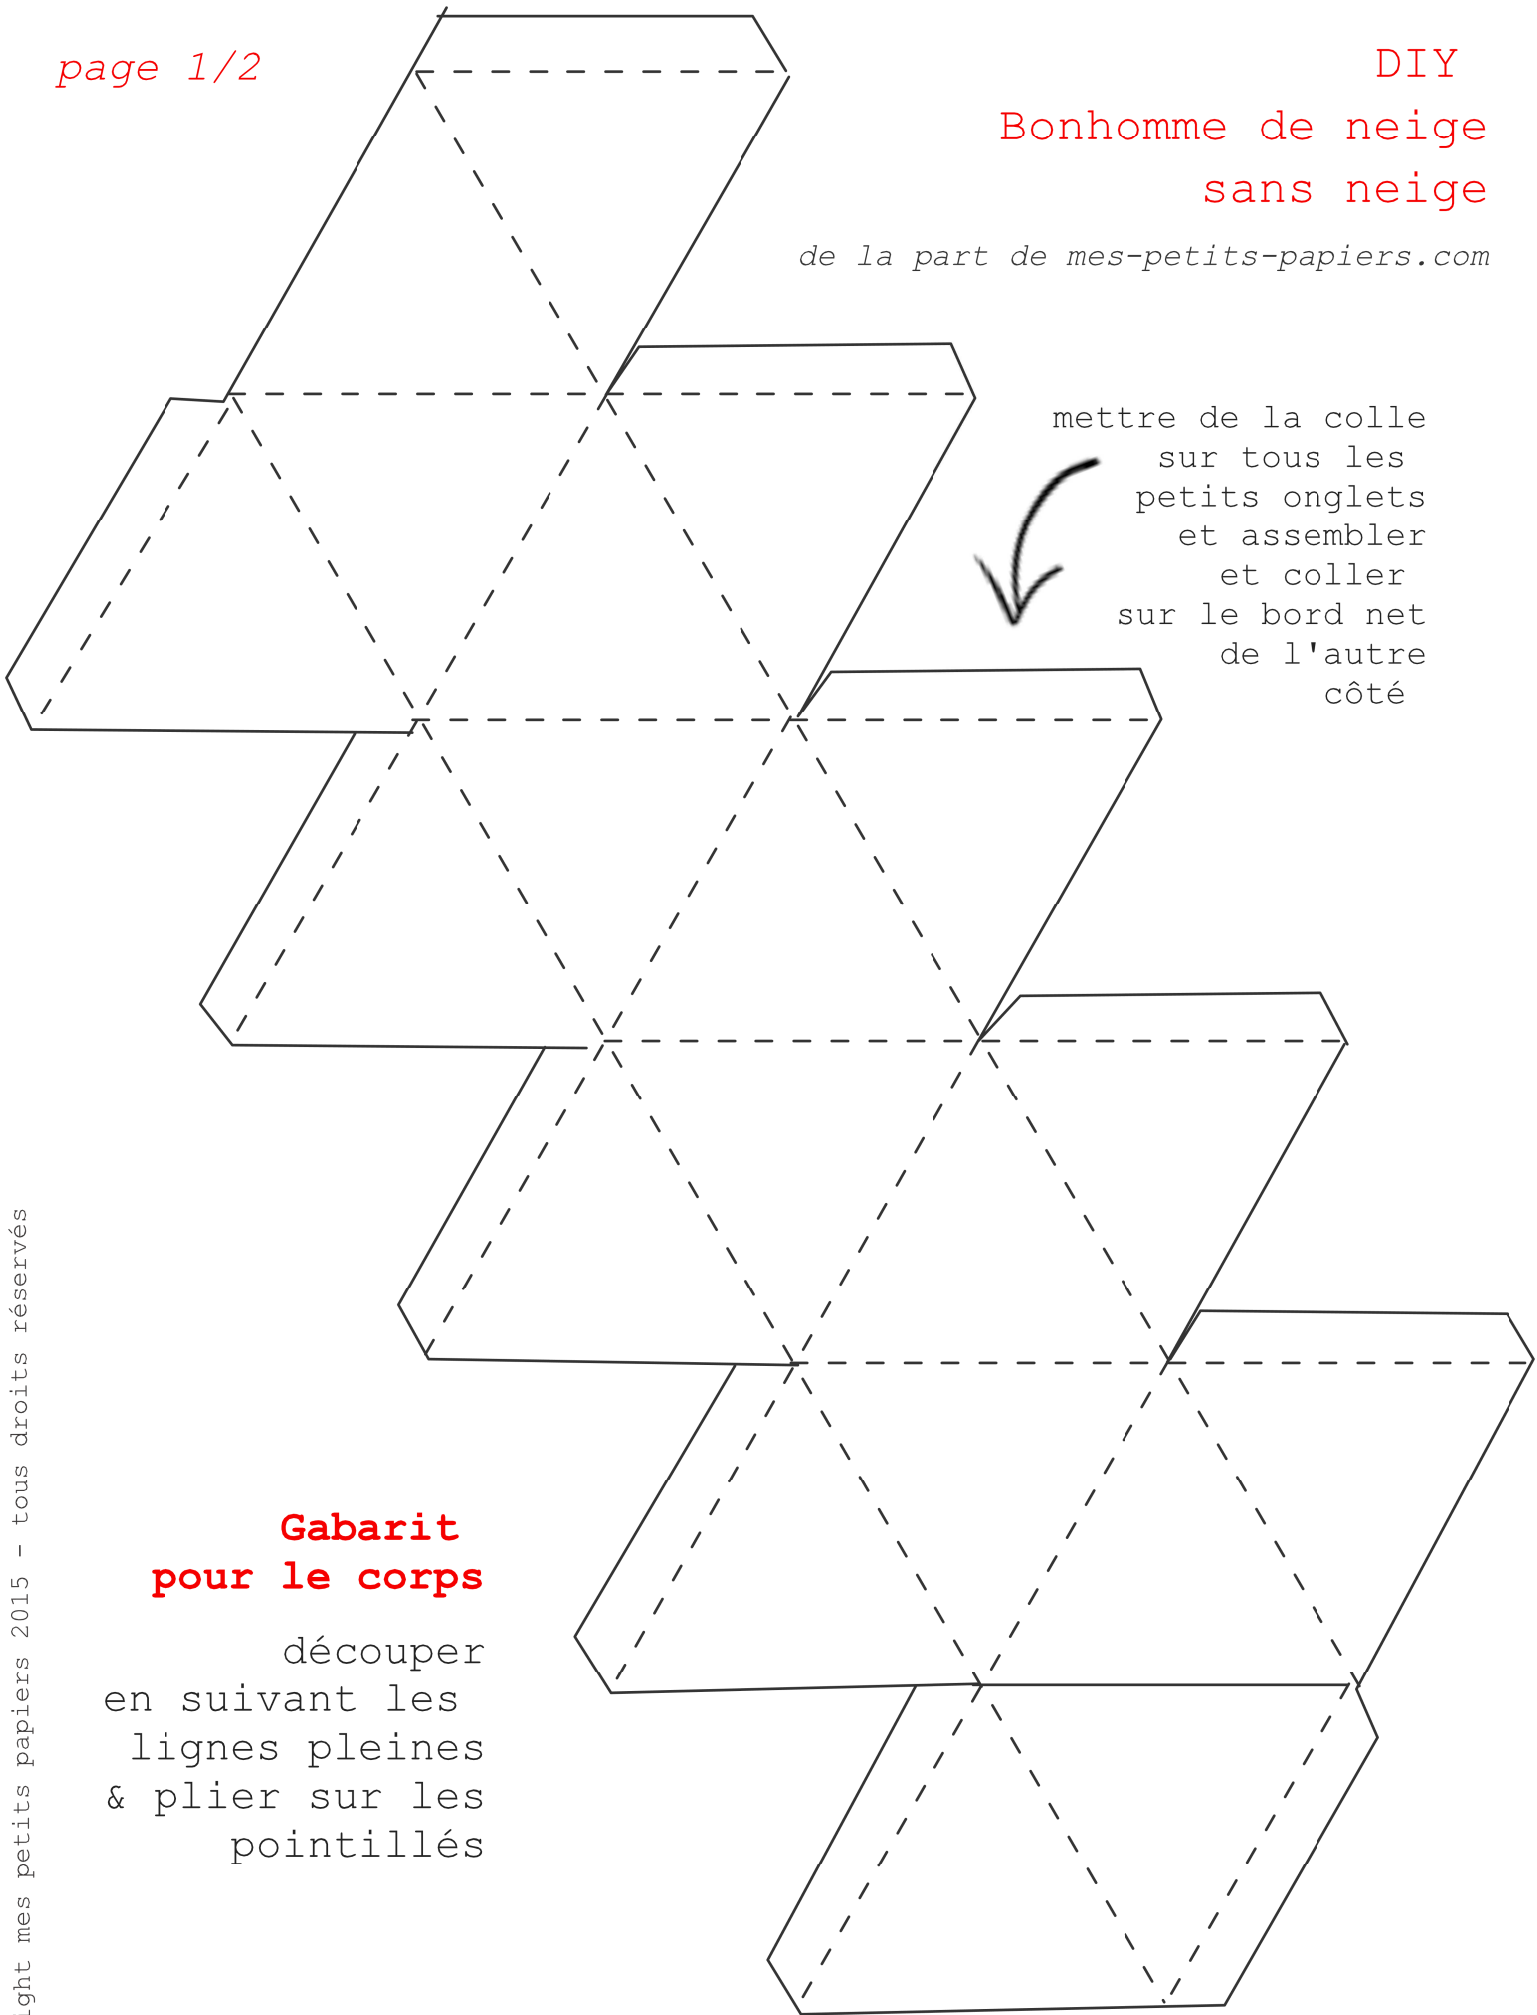 page 1/2
DIY
Bonhomme de neige
sans neige
de la part de mes-petits-papiers.com
mettre de la colle
sur tous les
petits onglets
et assembler
et coller
sur le bord net
de l'autre
côté
Gabarit
pour le corps
découper
en suivant les
lignes pleines
& plier sur les
pointillés
ight mes petits papiers 2015 - tous droits réservés